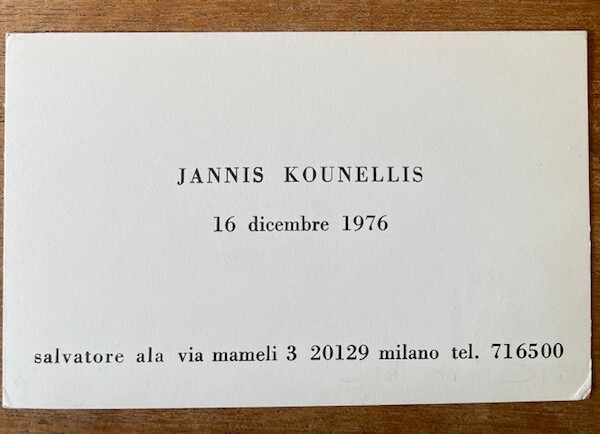 JANNIS KOUNELLIS
16 dicembre 1976
salvatore ala via mameli 3 20129 milano tel. 716500